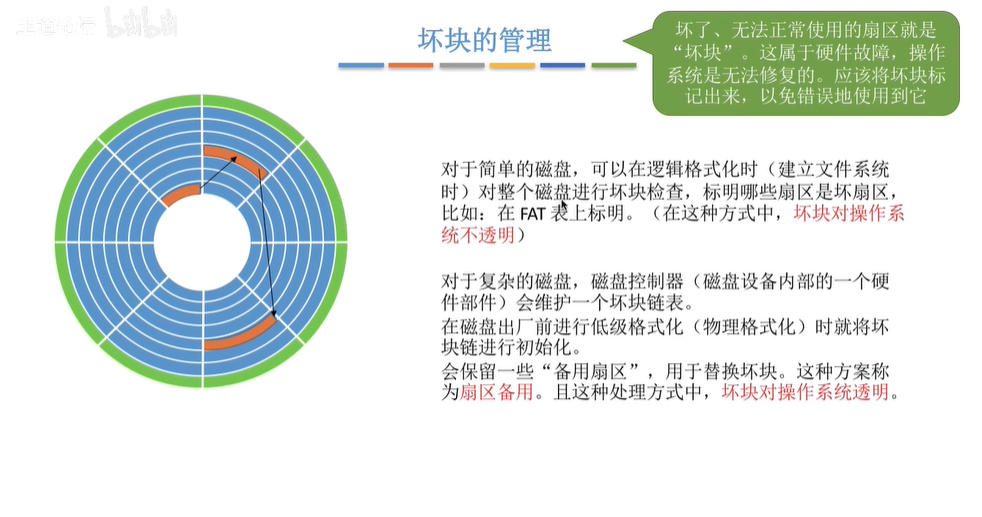 bilibili
坏块的管理
坏了、无法正常使用的扇区就是
“坏块”。这属于硬件故障，操作
系统是无法修复的。应该将坏块标
记出来，以免错误地使用到它
对于简单的磁盘，可以在逻辑格式化时（建立文件系统
时）对整个磁盘进行坏块检查，标明哪些扇区是坏扇区，
比如：在 FAT 表上标明。（在这种方式中，坏块对操作系
统不透明）
对于复杂的磁盘，磁盘控制器（磁盘设备内部的一个硬
件部件）会维护一个坏块链表。
在磁盘出厂前进行低级格式化（物理格式化）时就将坏
块链进行初始化。
会保留一些“备用扇区”，用于替换坏块。这种方案称
为扇区备用。且这种处理方式中，坏块对操作系统透明。